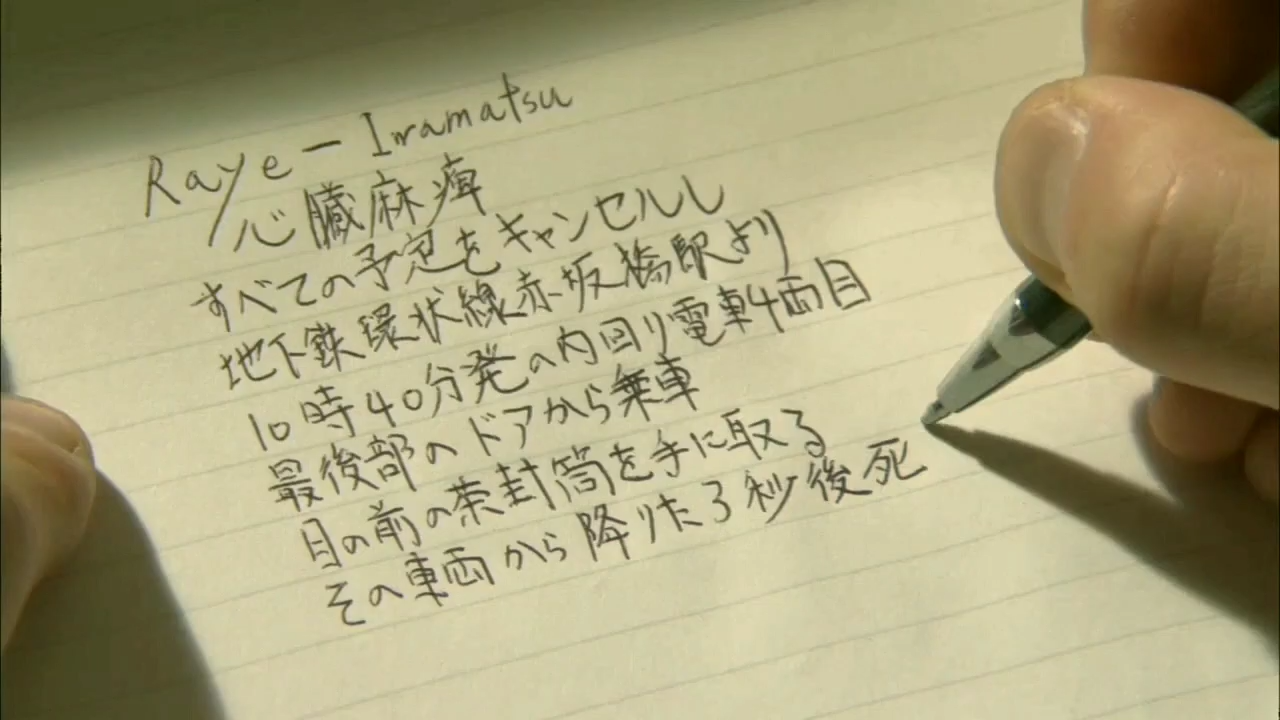 Raye - Iwamatsu
心臓麻痺
すべての予定をキャンセルし
地下鉄環状線赤坂橋駅より
10時40分発の内回り電車4両目
最後部のドアから乗車
目の前の茶封筒を手に取る
その車両から降りた3秒後死